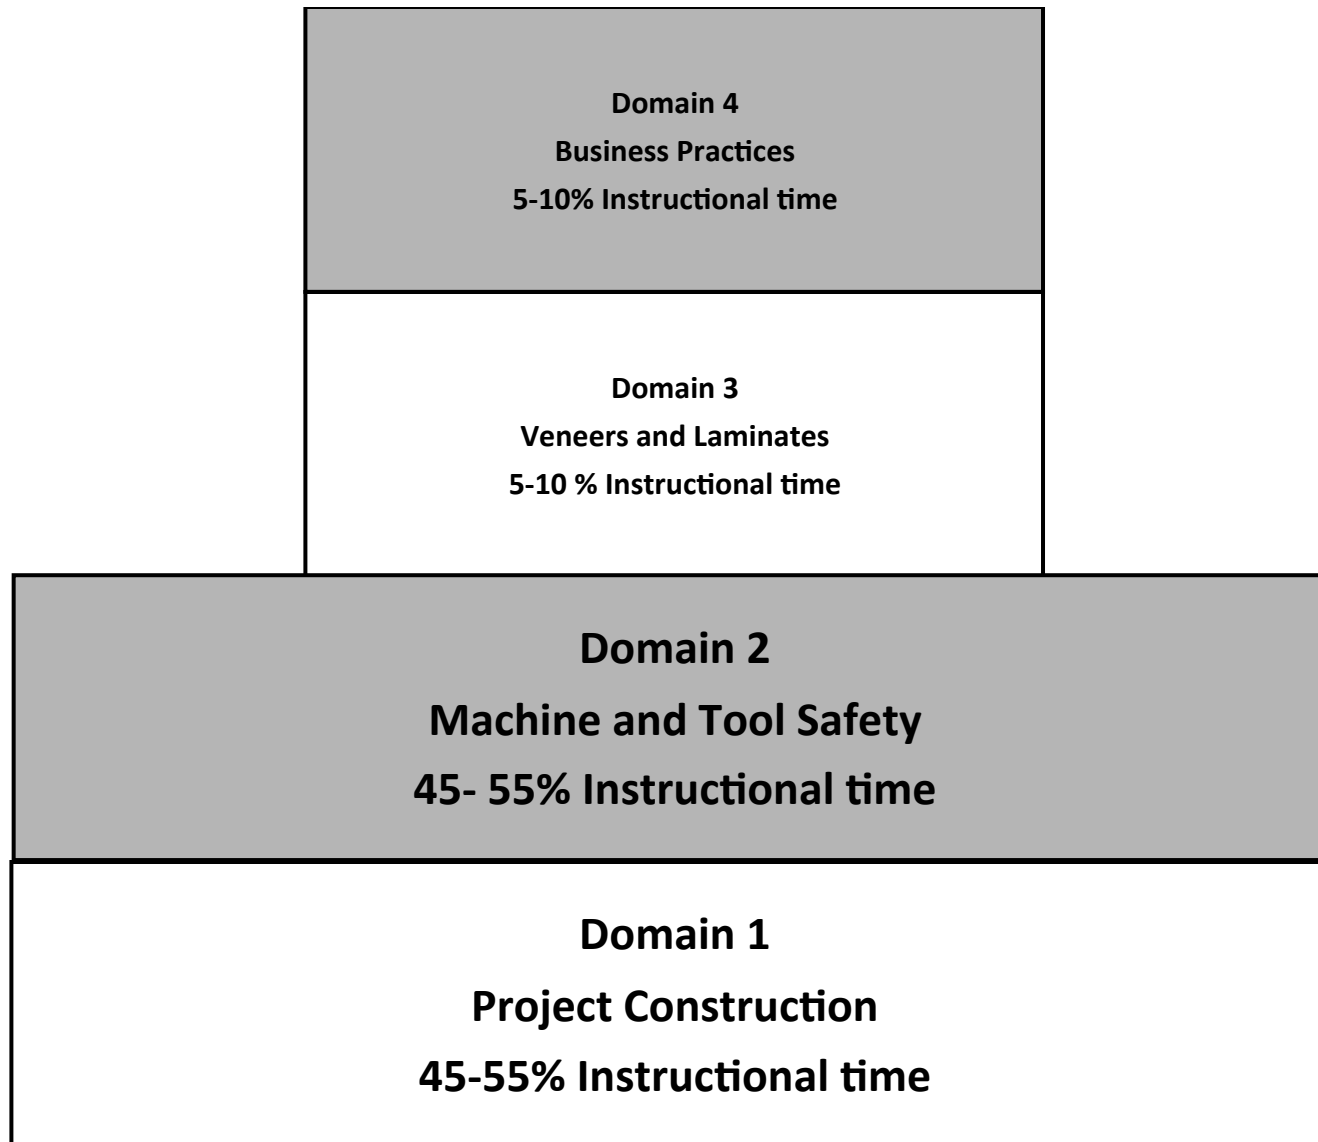 Domain 4
Business Practices
5-10% Instructional time
Domain 3
Veneers and Laminates
5-10 % Instructional time
Domain 2
Machine and Tool Safety
45- 55% Instructional time
Domain 1
Project Construction
45-55% Instructional time